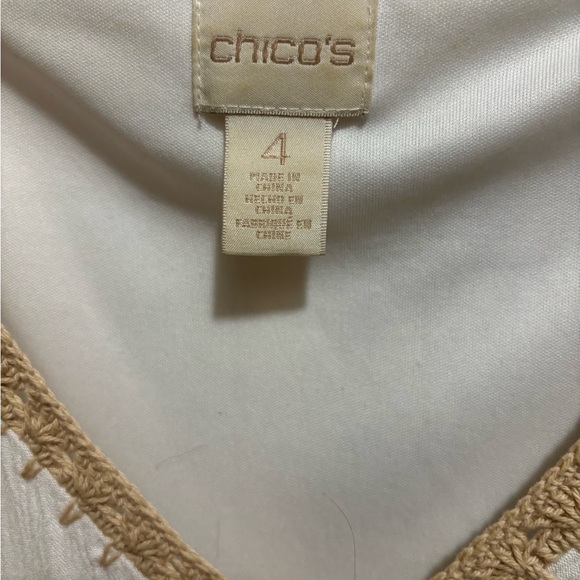 chico's
4
MADE IN
CHINA
HECHO EN
CHINA
FABRIQUÉ EN
CHINE